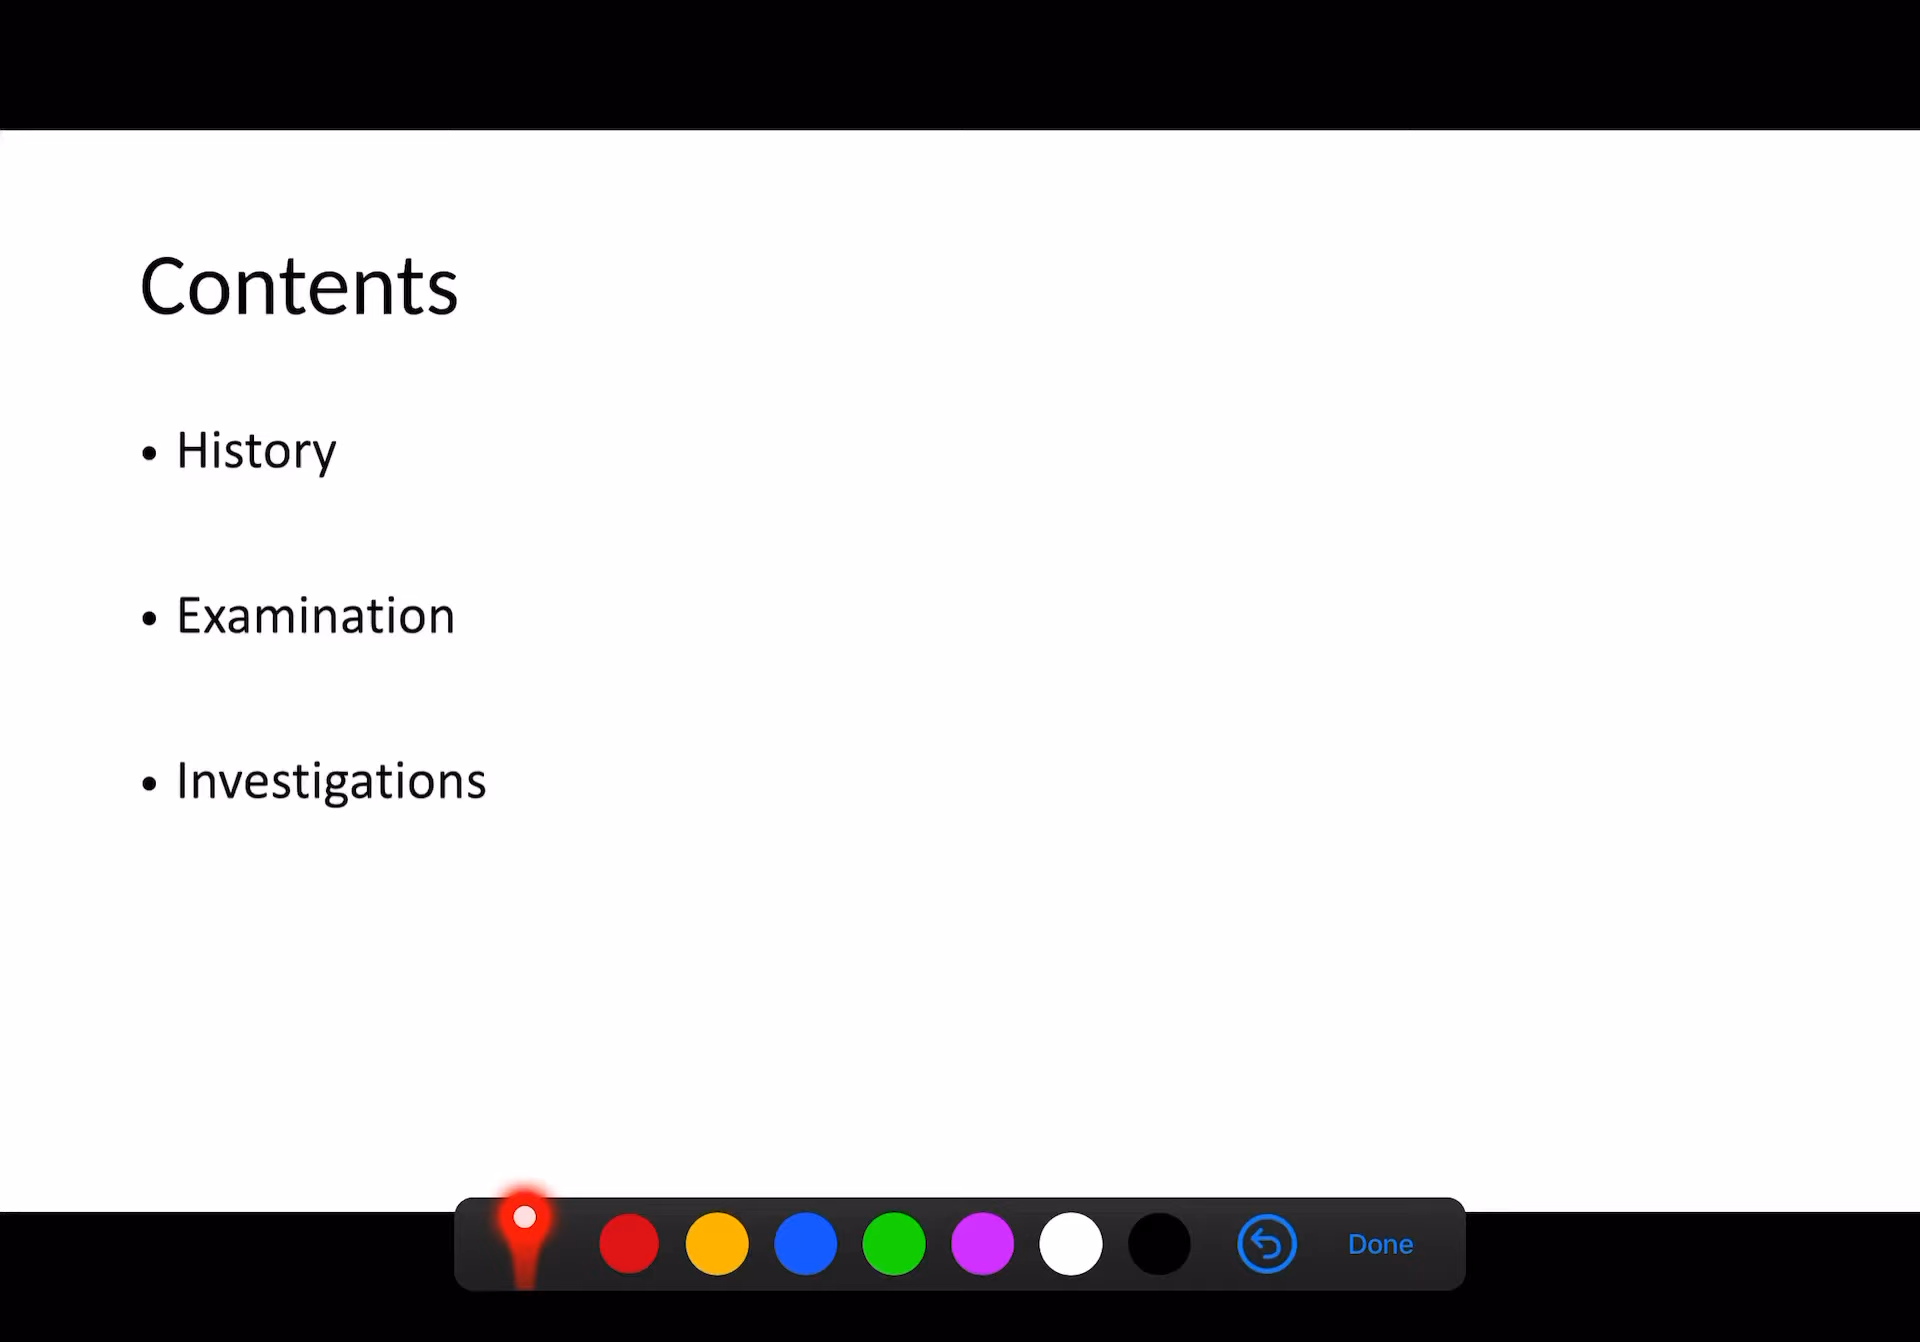 Contents
• History
• Examination
• Investigations
Done